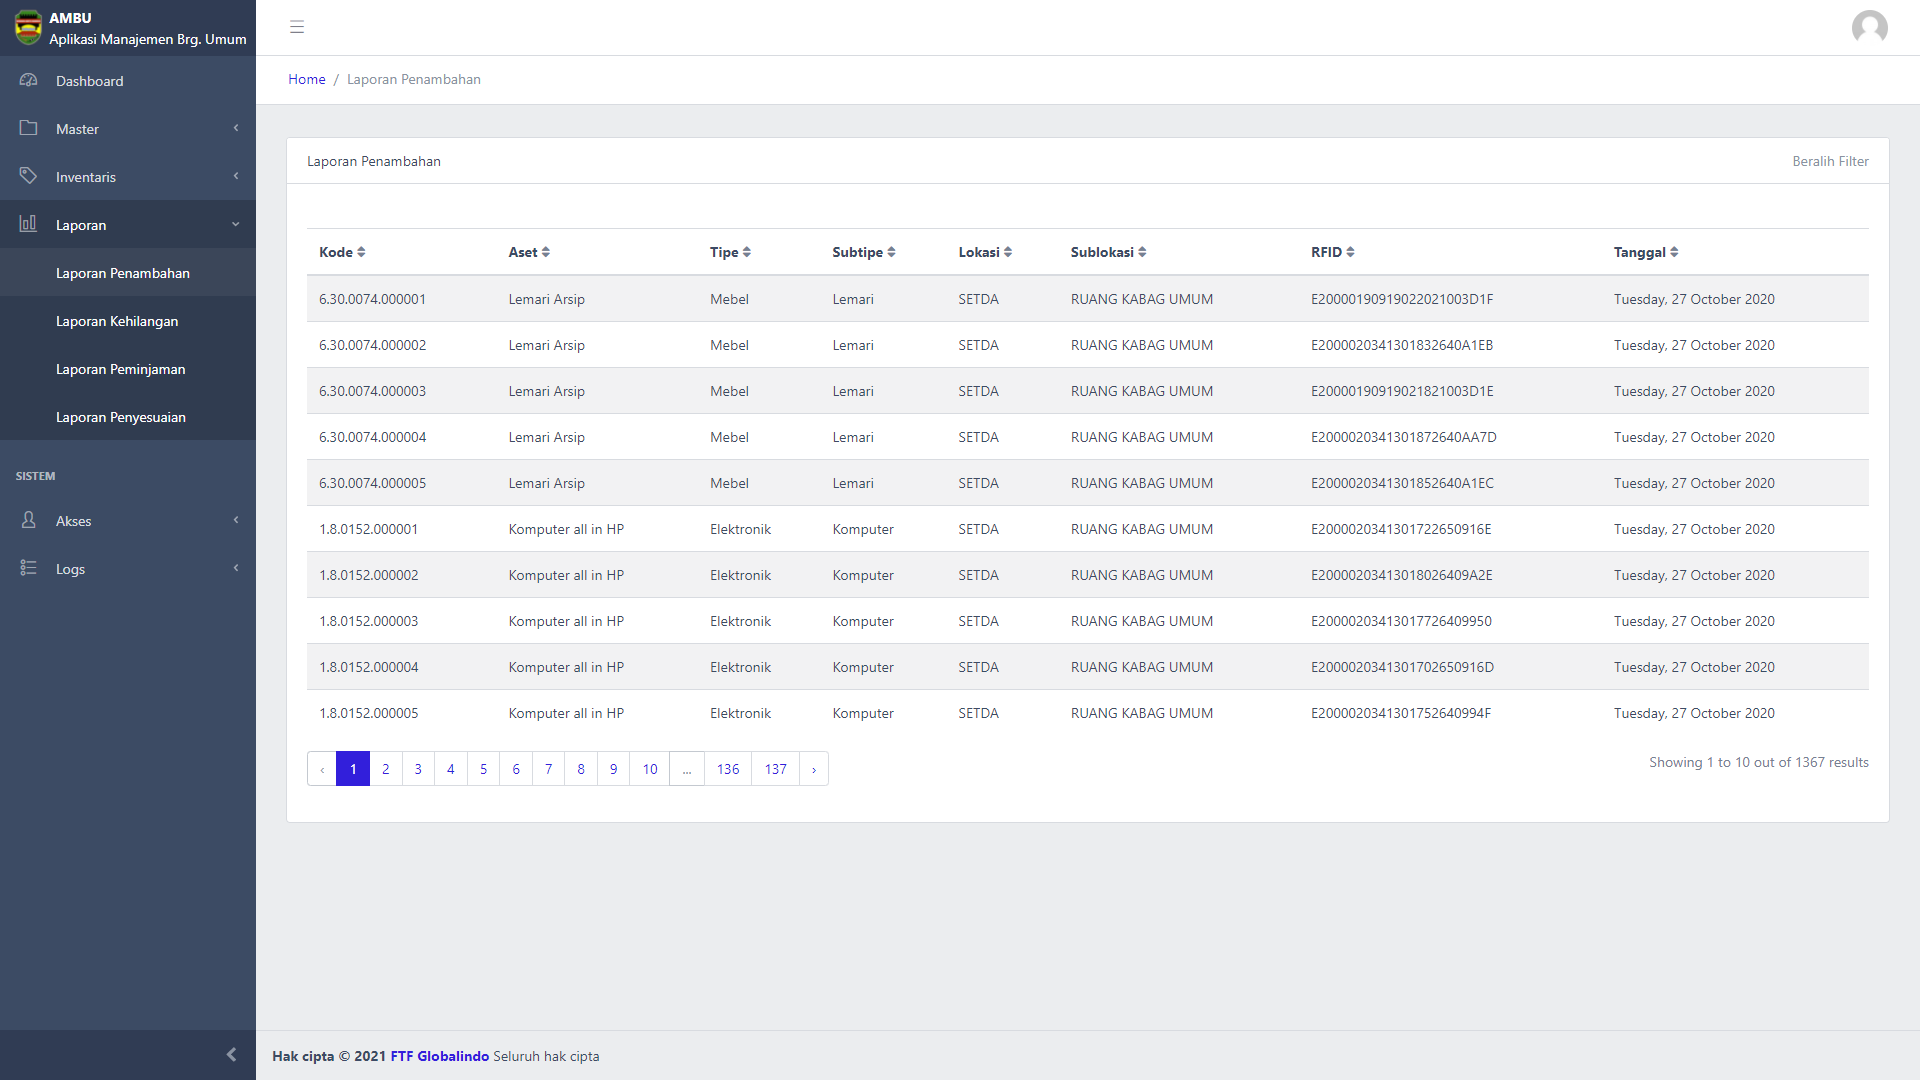 AMBU
Aplikasi Manajemen Brg. Umum
Dashboard
Master
Inventaris
Laporan
Laporan Penambahan
Laporan Kehilangan
Laporan Peminjaman
Laporan Penyesuaian
SISTEM
Akses
Logs
Home / Laporan Penambahan
Laporan Penambahan Beralih Filter
Kode Aset Tipe Subtipe Lokasi Sublokasi RFID Tanggal
6.30.0074.000001 Lemari Arsip Mebel Lemari SETDA RUANG KABAG UMUM E20000190919022021003D1F Tuesday, 27 October 2020
6.30.0074.000002 Lemari Arsip Mebel Lemari SETDA RUANG KABAG UMUM E2000020341301832640A1EB Tuesday, 27 October 2020
6.30.0074.000003 Lemari Arsip Mebel Lemari SETDA RUANG KABAG UMUM E20000190919021821003D1E Tuesday, 27 October 2020
6.30.0074.000004 Lemari Arsip Mebel Lemari SETDA RUANG KABAG UMUM E2000020341301872640AA7D Tuesday, 27 October 2020
6.30.0074.000005 Lemari Arsip Mebel Lemari SETDA RUANG KABAG UMUM E2000020341301852640A1EC Tuesday, 27 October 2020
1.8.0152.000001 Komputer all in HP Elektronik Komputer SETDA RUANG KABAG UMUM E2000020341301722650916E Tuesday, 27 October 2020
1.8.0152.000002 Komputer all in HP Elektronik Komputer SETDA RUANG KABAG UMUM E20000203413018026409A2E Tuesday, 27 October 2020
1.8.0152.000003 Komputer all in HP Elektronik Komputer SETDA RUANG KABAG UMUM E20000203413017726409950 Tuesday, 27 October 2020
1.8.0152.000004 Komputer all in HP Elektronik Komputer SETDA RUANG KABAG UMUM E2000020341301702650916D Tuesday, 27 October 2020
1.8.0152.000005 Komputer all in HP Elektronik Komputer SETDA RUANG KABAG UMUM E2000020341301752640994F Tuesday, 27 October 2020
‹ 1 2 3 4 5 6 7 8 9 10 ... 136 137 ›
Showing 1 to 10 out of 1367 results
Hak cipta © 2021 FTF Globalindo Seluruh hak cipta